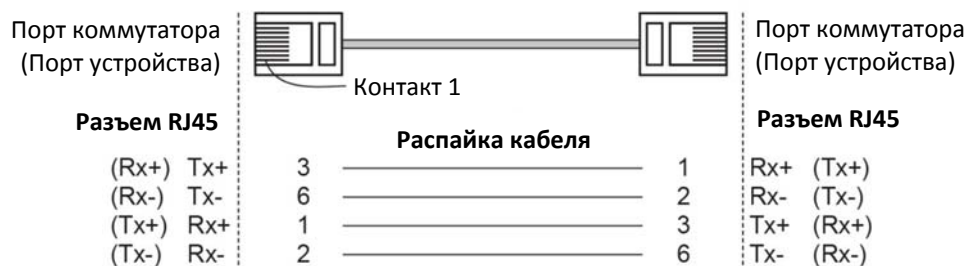 Порт коммутатора
(Порт устройства)
Порт коммутатора
(Порт устройства)
Контакт 1
Разъем RJ45
Распайка кабеля
Разъем RJ45
(Rx+) Tx+ 3 1 Rx+ (Tx+)
(Rx-) Tx- 6 2 Rx- (Tx-)
(Tx+) Rx+ 1 3 Tx+ (Rx+)
(Tx-) Rx- 2 6 Tx- (Rx-)